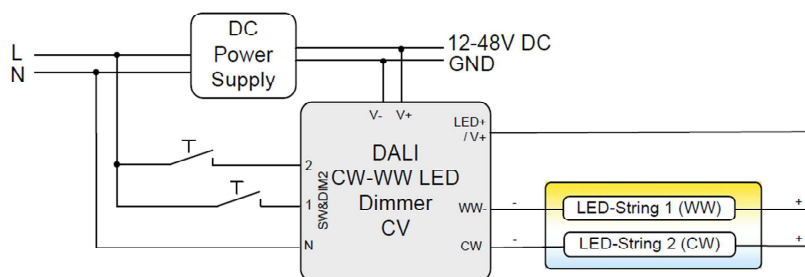 DC
Power
Supply
L
N
12-48V DC
GND
V- V+
LED+
/ V+
DALI
CW-WW LED
Dimmer
CV
T
T
2
1
N
SW&DIM2
WW-
CW
-
-
LED-String 1 (WW)
LED-String 2 (CW)
+
+